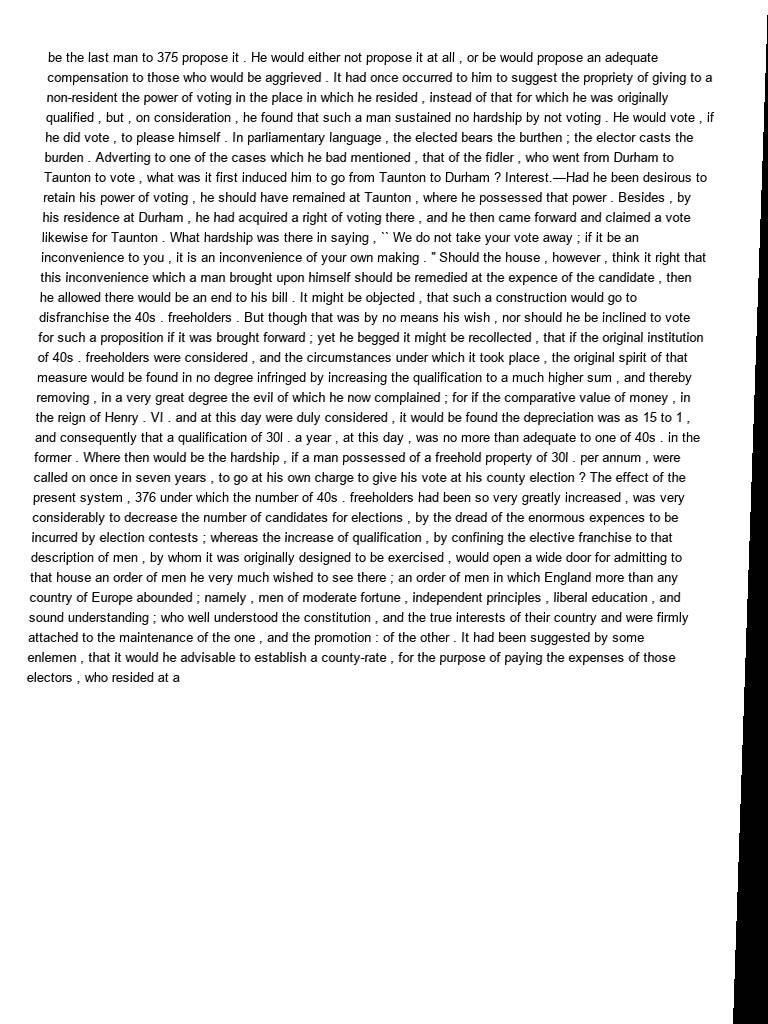 be the last man to 375 propose it . He would either not propose it at all , or be would propose an adequate
compensation to those who would be aggrieved . It had once occurred to him to suggest the propriety of giving to a
non-resident the power of voting in the place in which he resided , instead of that for which he was originally
qualified , but , on consideration , he found that such a man sustained no hardship by not voting . He would vote , if
he did vote , to please himself . In parliamentary language , the elected bears the burthen ; the elector casts the
burden . Adverting to one of the cases which he bad mentioned , that of the fidler , who went from Durham to
Taunton to vote , what was it first induced him to go from Taunton to Durham ? Interest.—Had he been desirous to
retain his power of voting , he should have remained at Taunton , where he possessed that power . Besides , by
his residence at Durham , he had acquired a right of voting there , and he then came forward and claimed a vote
likewise for Taunton . What hardship was there in saying , `` We do not take your vote away ; if it be an
inconvenience to you , it is an inconvenience of your own making . " Should the house , however , think it right that
this inconvenience which a man brought upon himself should be remedied at the expence of the candidate , then
he allowed there would be an end to his bill . It might be objected , that such a construction would go to
disfranchise the 40s . freeholders . But though that was by no means his wish , nor should he be inclined to vote
for such a proposition if it was brought forward ; yet he begged it might be recollected , that if the original institution
of 40s . freeholders were considered , and the circumstances under which it took place , the original spirit of that
measure would be found in no degree infringed by increasing the qualification to a much higher sum , and thereby
removing , in a very great degree the evil of which he now complained ; for if the comparative value of money , in
the reign of Henry . VI . and at this day were duly considered , it would be found the depreciation was as 15 to 1 ,
and consequently that a qualification of 30l . a year , at this day , was no more than adequate to one of 40s . in the
former . Where then would be the hardship , if a man possessed of a freehold property of 30l . per annum , were
called on once in seven years , to go at his own charge to give his vote at his county election ? The effect of the
present system , 376 under which the number of 40s . freeholders had been so very greatly increased , was very
considerably to decrease the number of candidates for elections , by the dread of the enormous expences to be
incurred by election contests ; whereas the increase of qualification , by confining the elective franchise to that
description of men , by whom it was originally designed to be exercised , would open a wide door for admitting to
that house an order of men he very much wished to see there ; an order of men in which England more than any
country of Europe abounded ; namely , men of moderate fortune , independent principles , liberal education , and
sound understanding ; who well understood the constitution , and the true interests of their country and were firmly
attached to the maintenance of the one , and the promotion : of the other . It had been suggested by some
enlemen , that it would he advisable to establish a county-rate , for the purpose of paying the expenses of those
electors , who resided at a